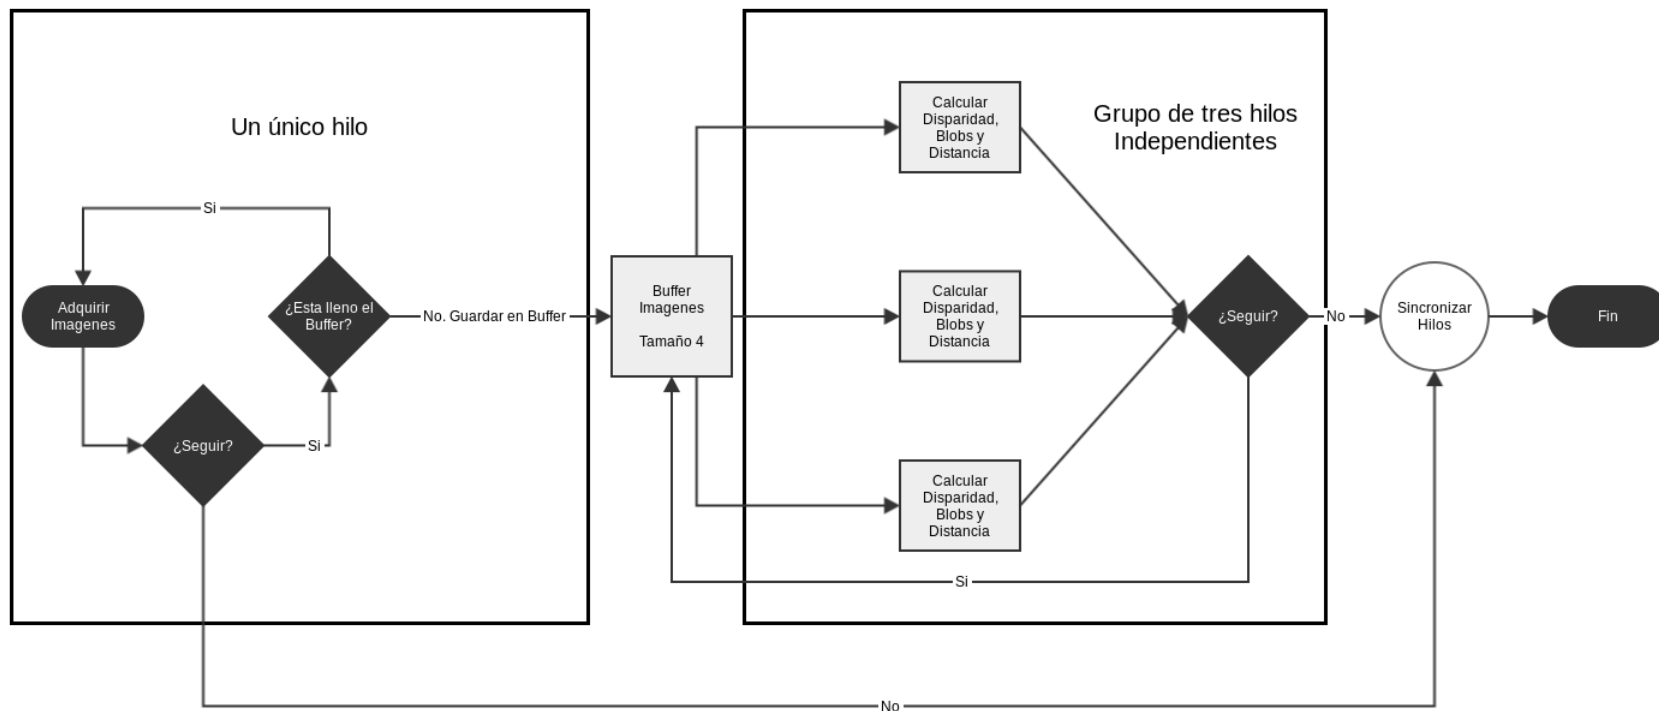 Un único hilo
Si
Adquirir
Imagenes
¿Esta lleno el
Buffer?
No. Guardar en Buffer
¿Seguir?
Si
Buffer
Imagenes
Tamaño 4
Grupo de tres hilos
Independientes
Calcular
Disparidad,
Blobs y
Distancia
Calcular
Disparidad,
Blobs y
Distancia
Calcular
Disparidad,
Blobs y
Distancia
¿Seguir?
Si
No
Sincronizar
Hilos
Fin
No